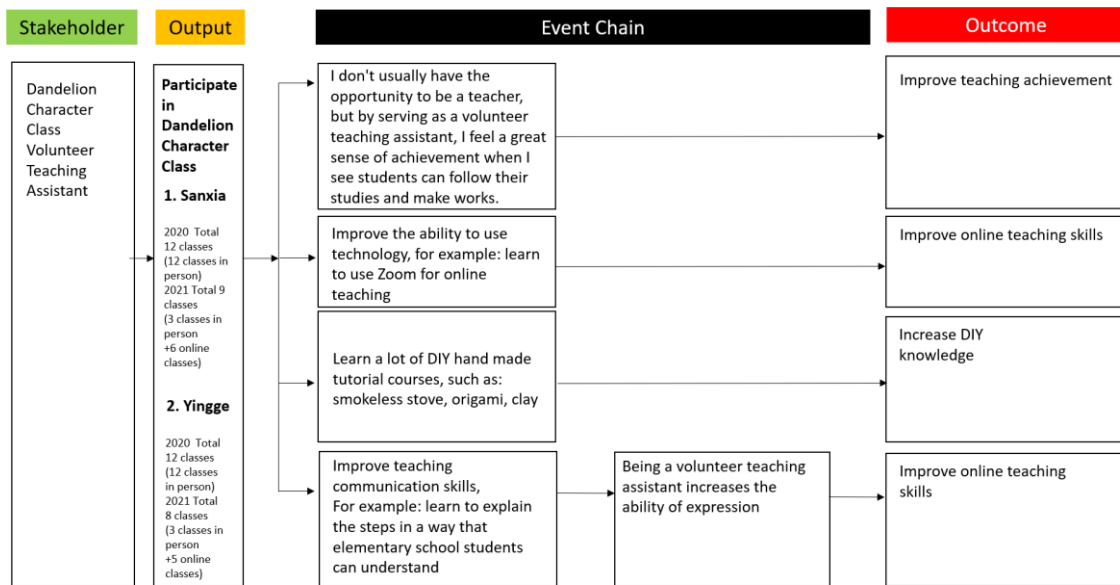 Stakeholder
Output
Event Chain
Outcome
Dandelion
Character
Class
Volunteer
Teaching
Assistant
Participate
in
Dandelion
Character
Class
1. Sanxia
2020 Total
12 classes
(12 classes in
person)
2021 Total 9
classes
(3 classes in
person
+6 online
classes)
2. Yingge
2020 Total
12 classes
(12 classes
in person)
2021 Total
8 classes
(3 classes in
person
+5 online
classes)
I don't usually have the
opportunity to be a teacher,
but by serving as a volunteer
teaching assistant, I feel a great
sense of achievement when I
see students can follow their
studies and make works.
Improve teaching achievement
Improve the ability to use
technology, for example: learn
to use Zoom for online
teaching
Improve online teaching skills
Learn a lot of DIY hand made
tutorial courses, such as:
smokeless stove, origami, clay
Increase DIY
knowledge
Improve teaching
communication skills,
For example: learn to explain
the steps in a way that
elementary school students
can understand
Being a volunteer teaching
assistant increases the
ability of expression
Improve online teaching
skills